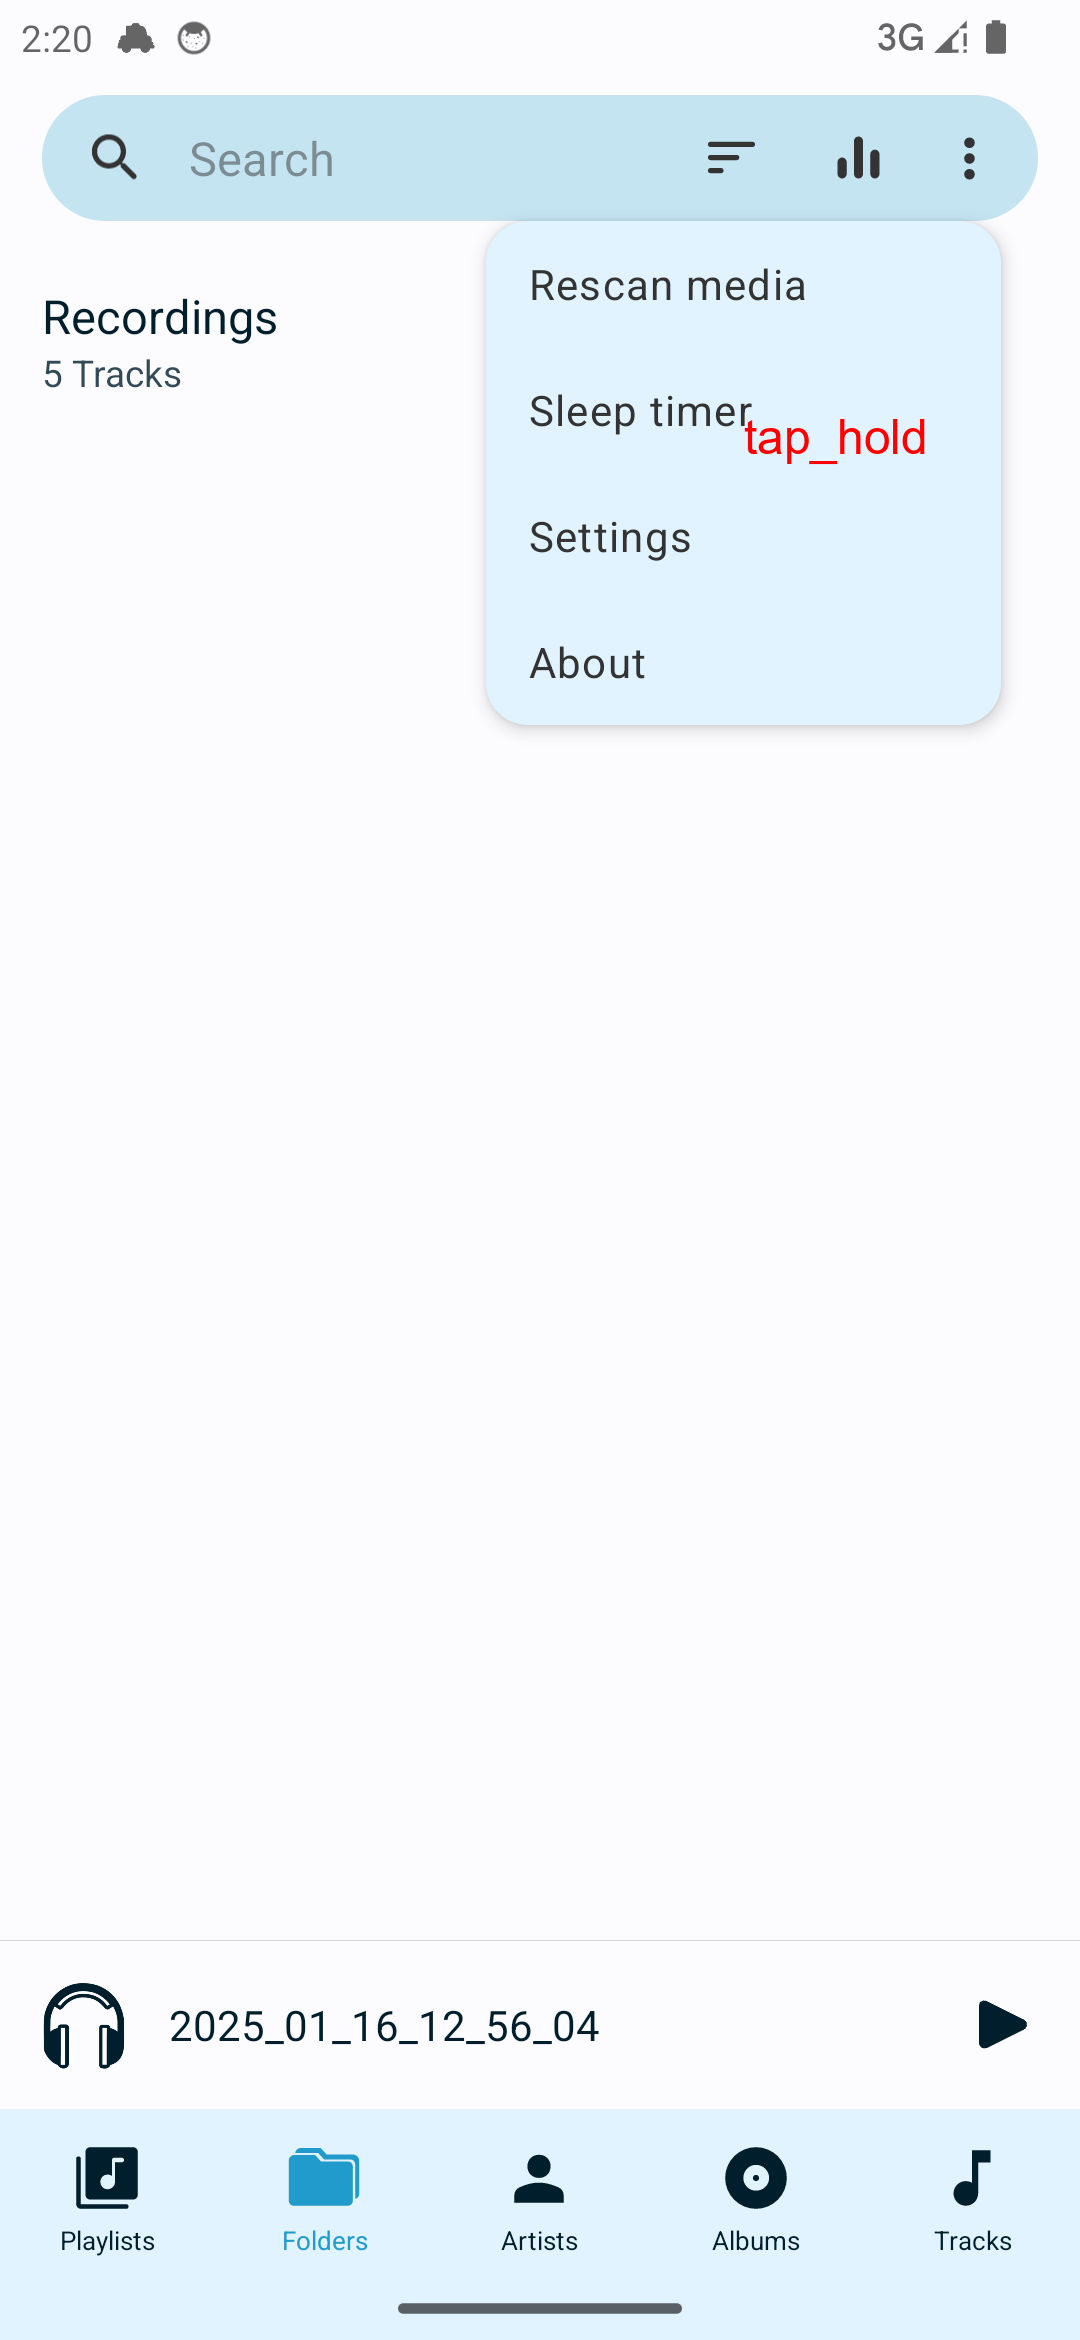 2:20
3G
Search
Rescan media
Recordings
5 Tracks
Sleep timer
tap_hold
Settings
About
2025_01_16_12_56_04
Playlists
Folders
Artists
Albums
Tracks